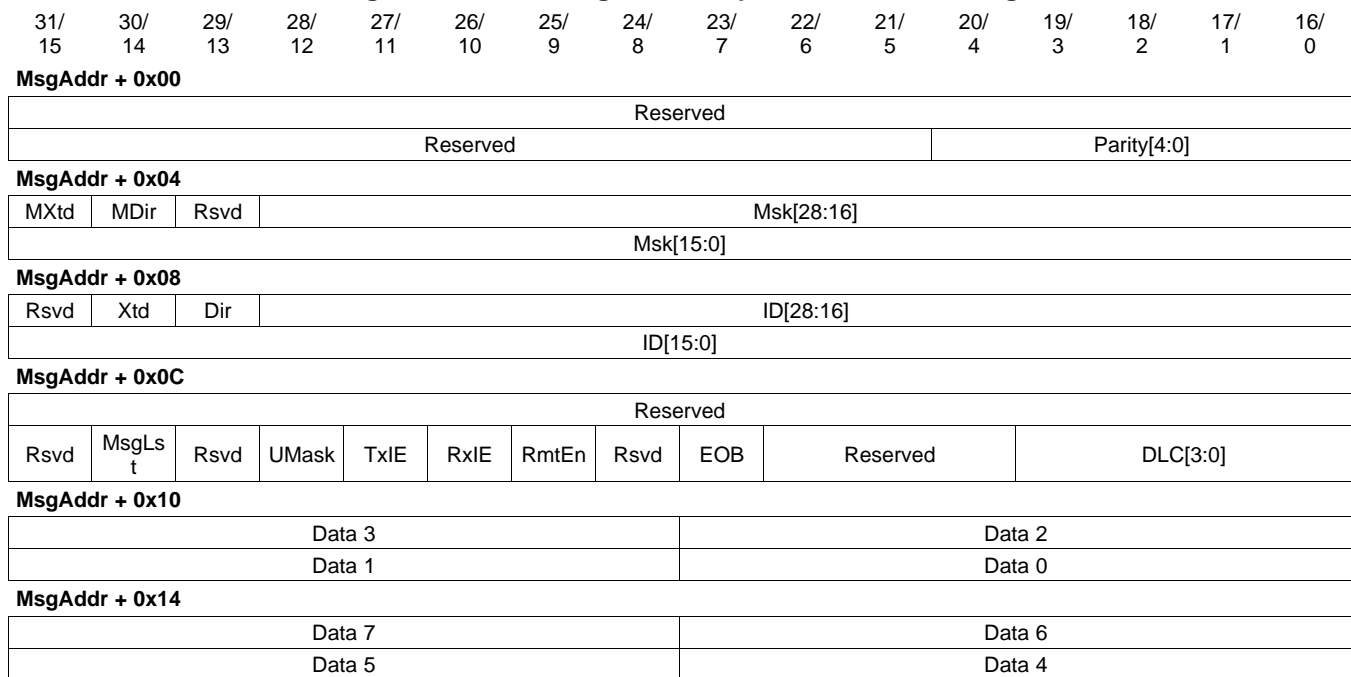 31/ 30/ 29/ 28/ 27/ 26/ 25/ 24/ 23/ 22/ 21/ 20/ 19/ 18/ 17/ 16/
15 14 13 12 11 10 9 8 7 6 5 4 3 2 1 0
MsgAddr + 0x00
Reserved
Reserved Parity[4:0]
MsgAddr + 0x04
MXtd MDir Rsvd Msk[28:16]
Msk[15:0]
MsgAddr + 0x08
Rsvd Xtd Dir ID[28:16]
ID[15:0]
MsgAddr + 0x0C
Reserved
Rsvd MsgLs
t Rsvd UMask TxIE RxIE RmtEn Rsvd EOB Reserved DLC[3:0]
MsgAddr + 0x10
Data 3 Data 2
Data 1 Data 0
MsgAddr + 0x14
Data 7 Data 6
Data 5 Data 4